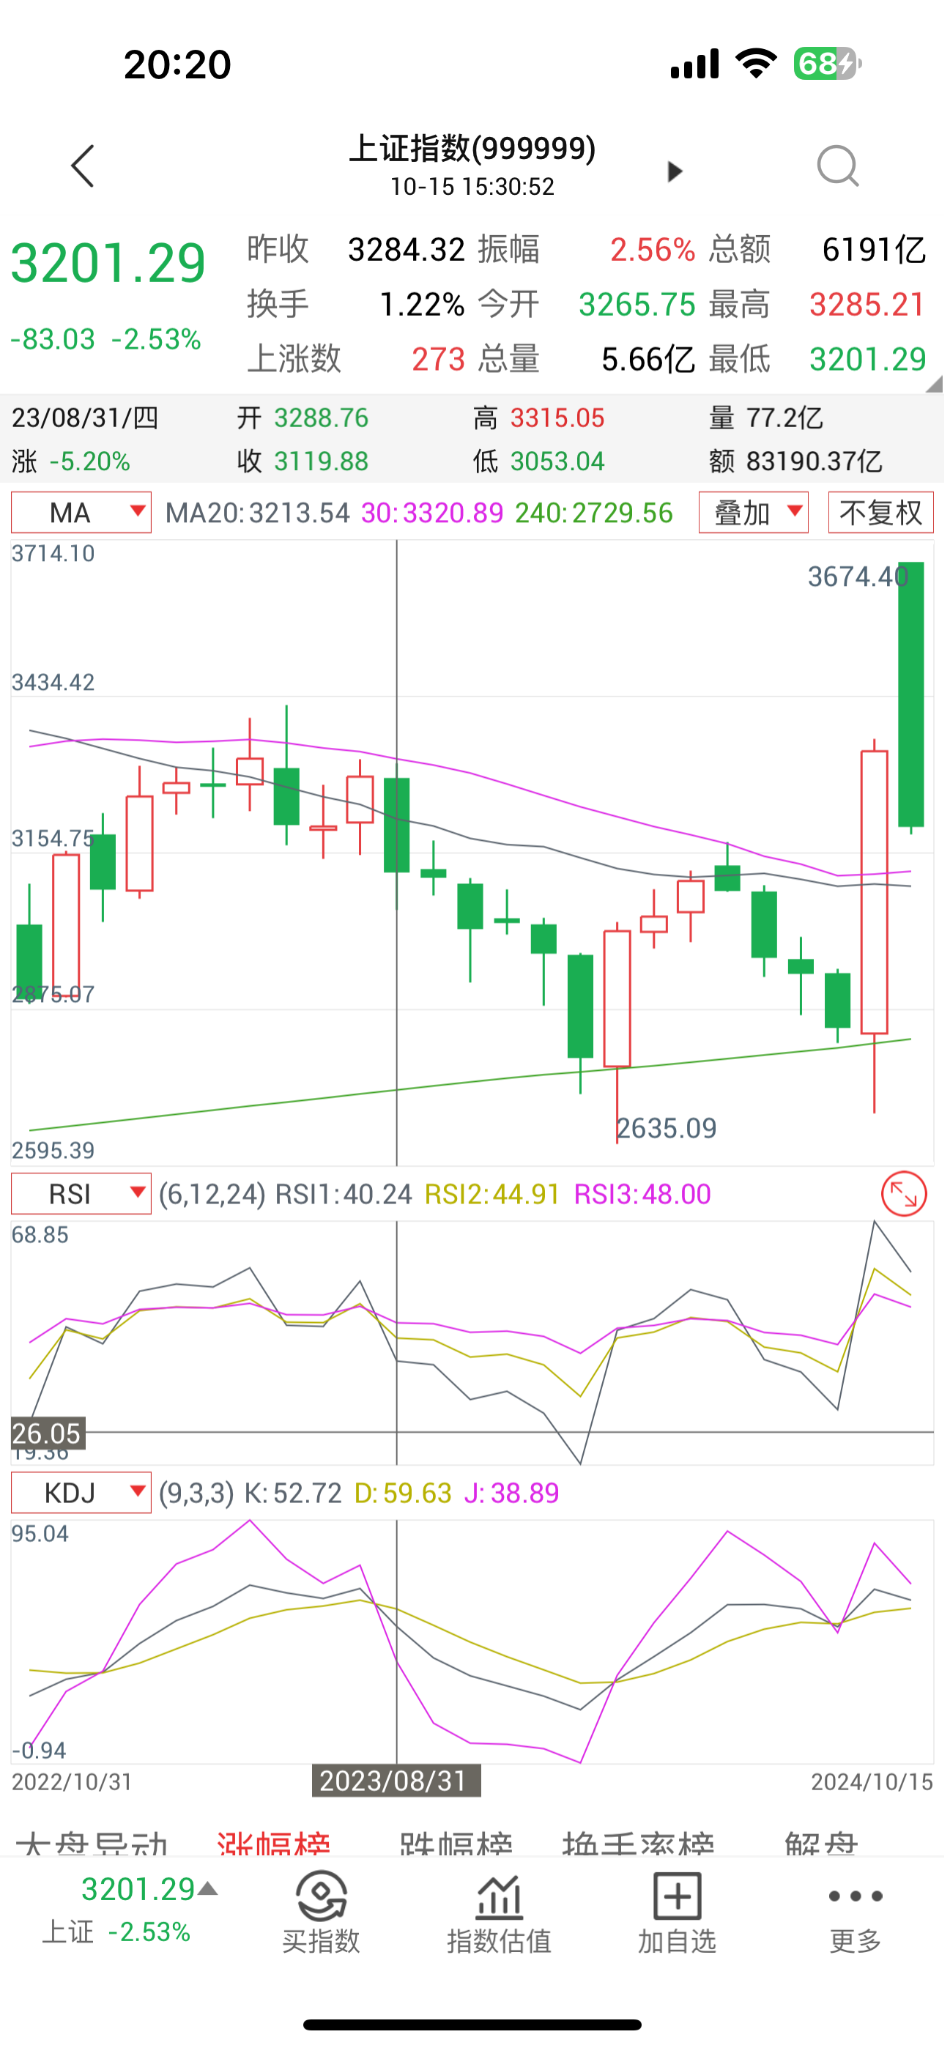 20:20
68
上证指数(999999)
10-15 15:30:52
3201.29
-83.03 -2.53%
昨收 3284.32 振幅 2.56% 总额 6191亿
换手 1.22% 今开 3265.75 最高 3285.21
上涨数 273 总量 5.66亿 最低 3201.29
23/08/31/四 开 3288.76 高 3315.05 量 77.2亿
涨 -5.20% 收 3119.88 低 3053.04 额 83190.37亿
MA MA20:3213.54 30:3320.89 240:2729.56 叠加 不复权
3714.10
3674.40
3434.42
3154.75
2875.07
2635.09
2595.39
RSI (6,12,24) RSI1:40.24 RSI2:44.91 RSI3:48.00
68.85
26.05
19.36
KDJ (9,3,3) K:52.72 D:59.63 J:38.89
95.04
-0.94
2022/10/31 2023/08/31 2024/10/15
大盘异动 涨幅榜 跌幅榜 换手率榜 解盘
3201.29
上证 -2.53%
买指数 指数估值 加自选 更多